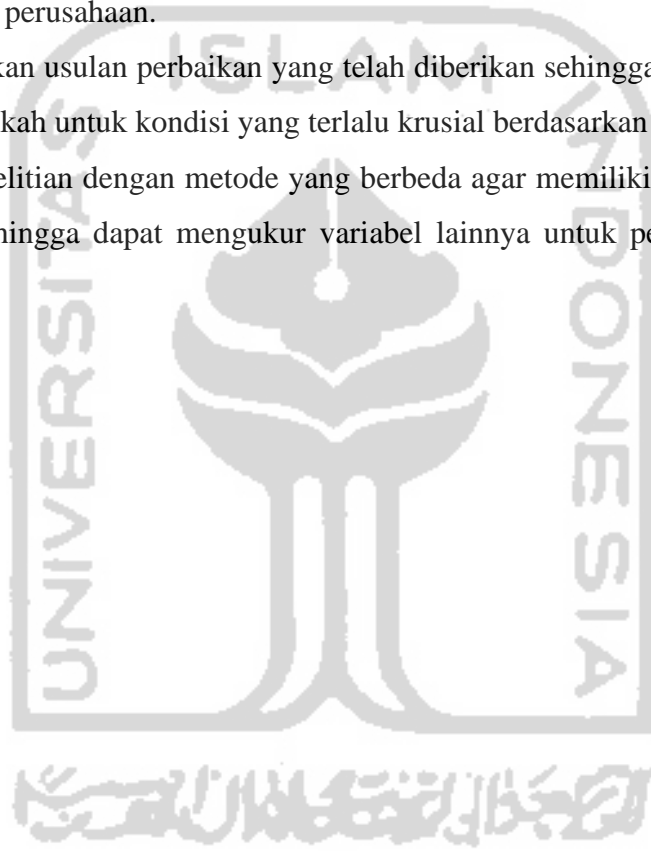 perusahaan.
kan usulan perbaikan yang telah diberikan sehingga
kah untuk kondisi yang terlalu krusial berdasarkan
elitian dengan metode yang berbeda agar memiliki
hingga dapat mengukur variabel lainnya untuk pe
UNIVERSITAS
ISLAM
INDONESIA